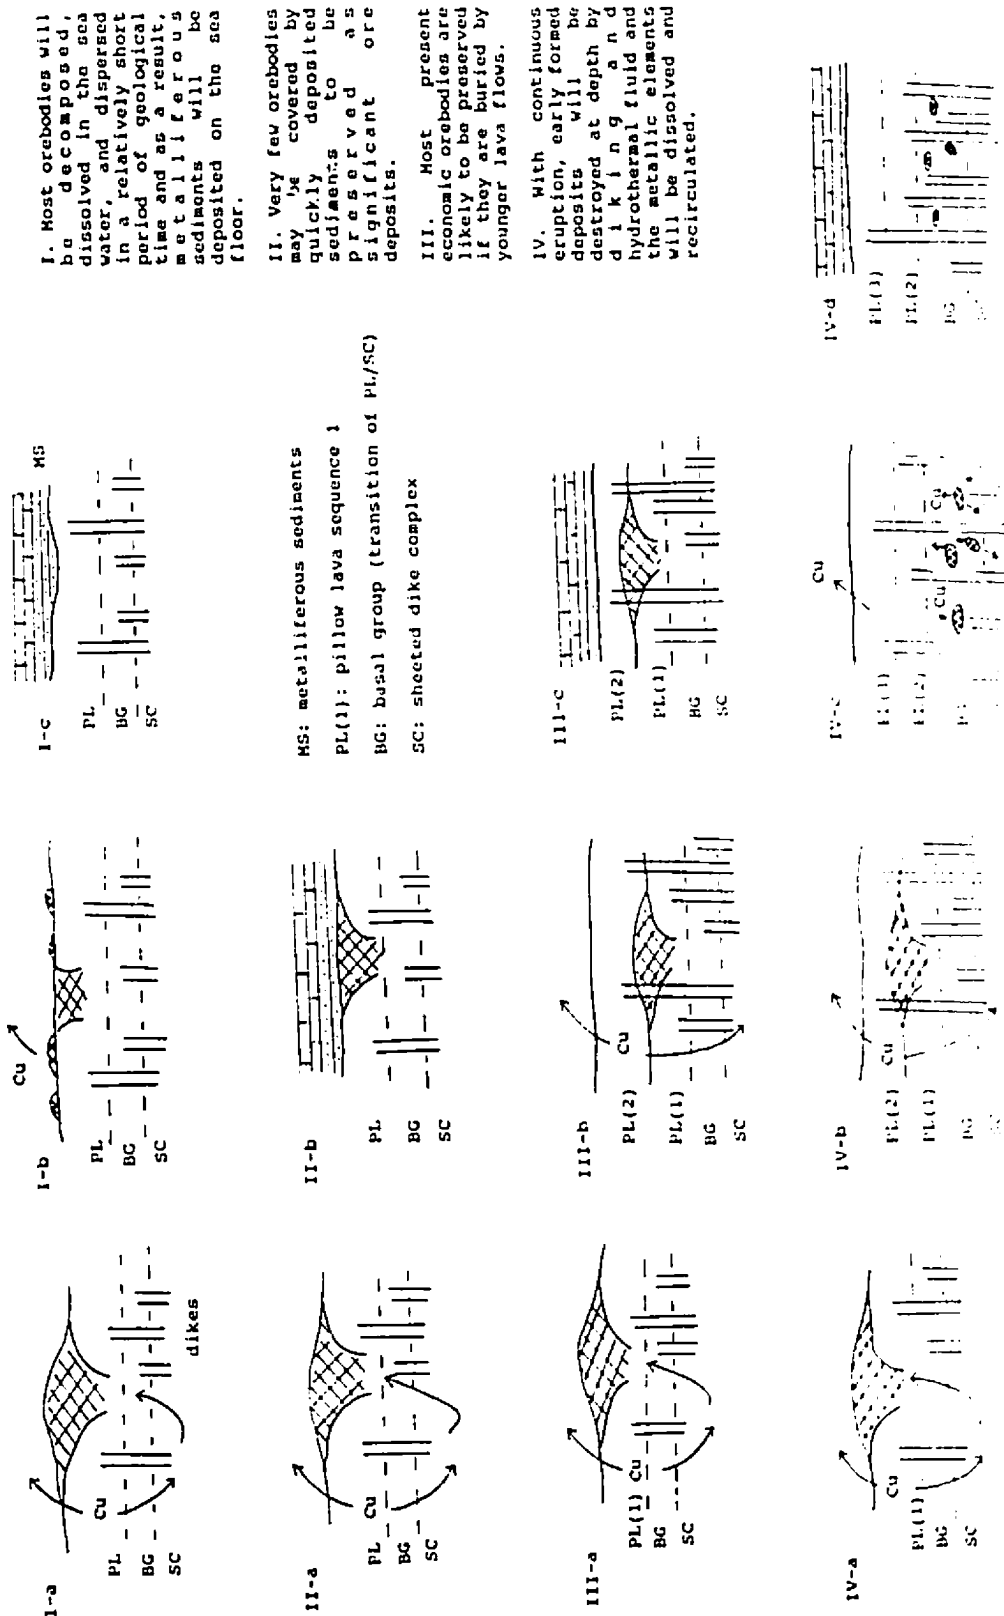 I-a
Cu
PL
BG
SC
dikes
I-b
Cu
PL
BG
SC
I-c
MS
PL
BG
SC
I. Most orebodies will
be decomposed,
dissolved in the sea
water, and dispersed
in a relatively short
period of geological
time and as a result,
metalliferous
sediments will be
deposited on the sea
floor.
II-a
Cu
PL
BG
SC
II-b
PL
BG
SC
MS: metalliferous sediments
PL(1): pillow lava sequence 1
BG: basal group (transition of PL/SC)
SC: sheeted dike complex
II. Very few orebodies
may be covered by
quickly deposited
sediments to be
preserved as
significant ore
deposits.
III-a
Cu
PL(1)
BG
SC
III-b
Cu
PL(2)
PL(1)
BG
SC
III-c
PL(2)
PL(1)
BG
SC
III. Most present
economic orebodies are
likely to be preserved
if they are buried by
younger lava flows.
IV-a
Cu
PL(1)
BG
SC
IV-b
Cu
PL(2)
PL(1)
BG
IV-c
Cu
Cu
Cu
IV-d
PL(3)
PL(2)
BG
IV. With continuous
eruption, early formed
deposits will be
destroyed at depth by
diking and
hydrothermal fluid and
the metallic elements
will be dissolved and
recirculated.